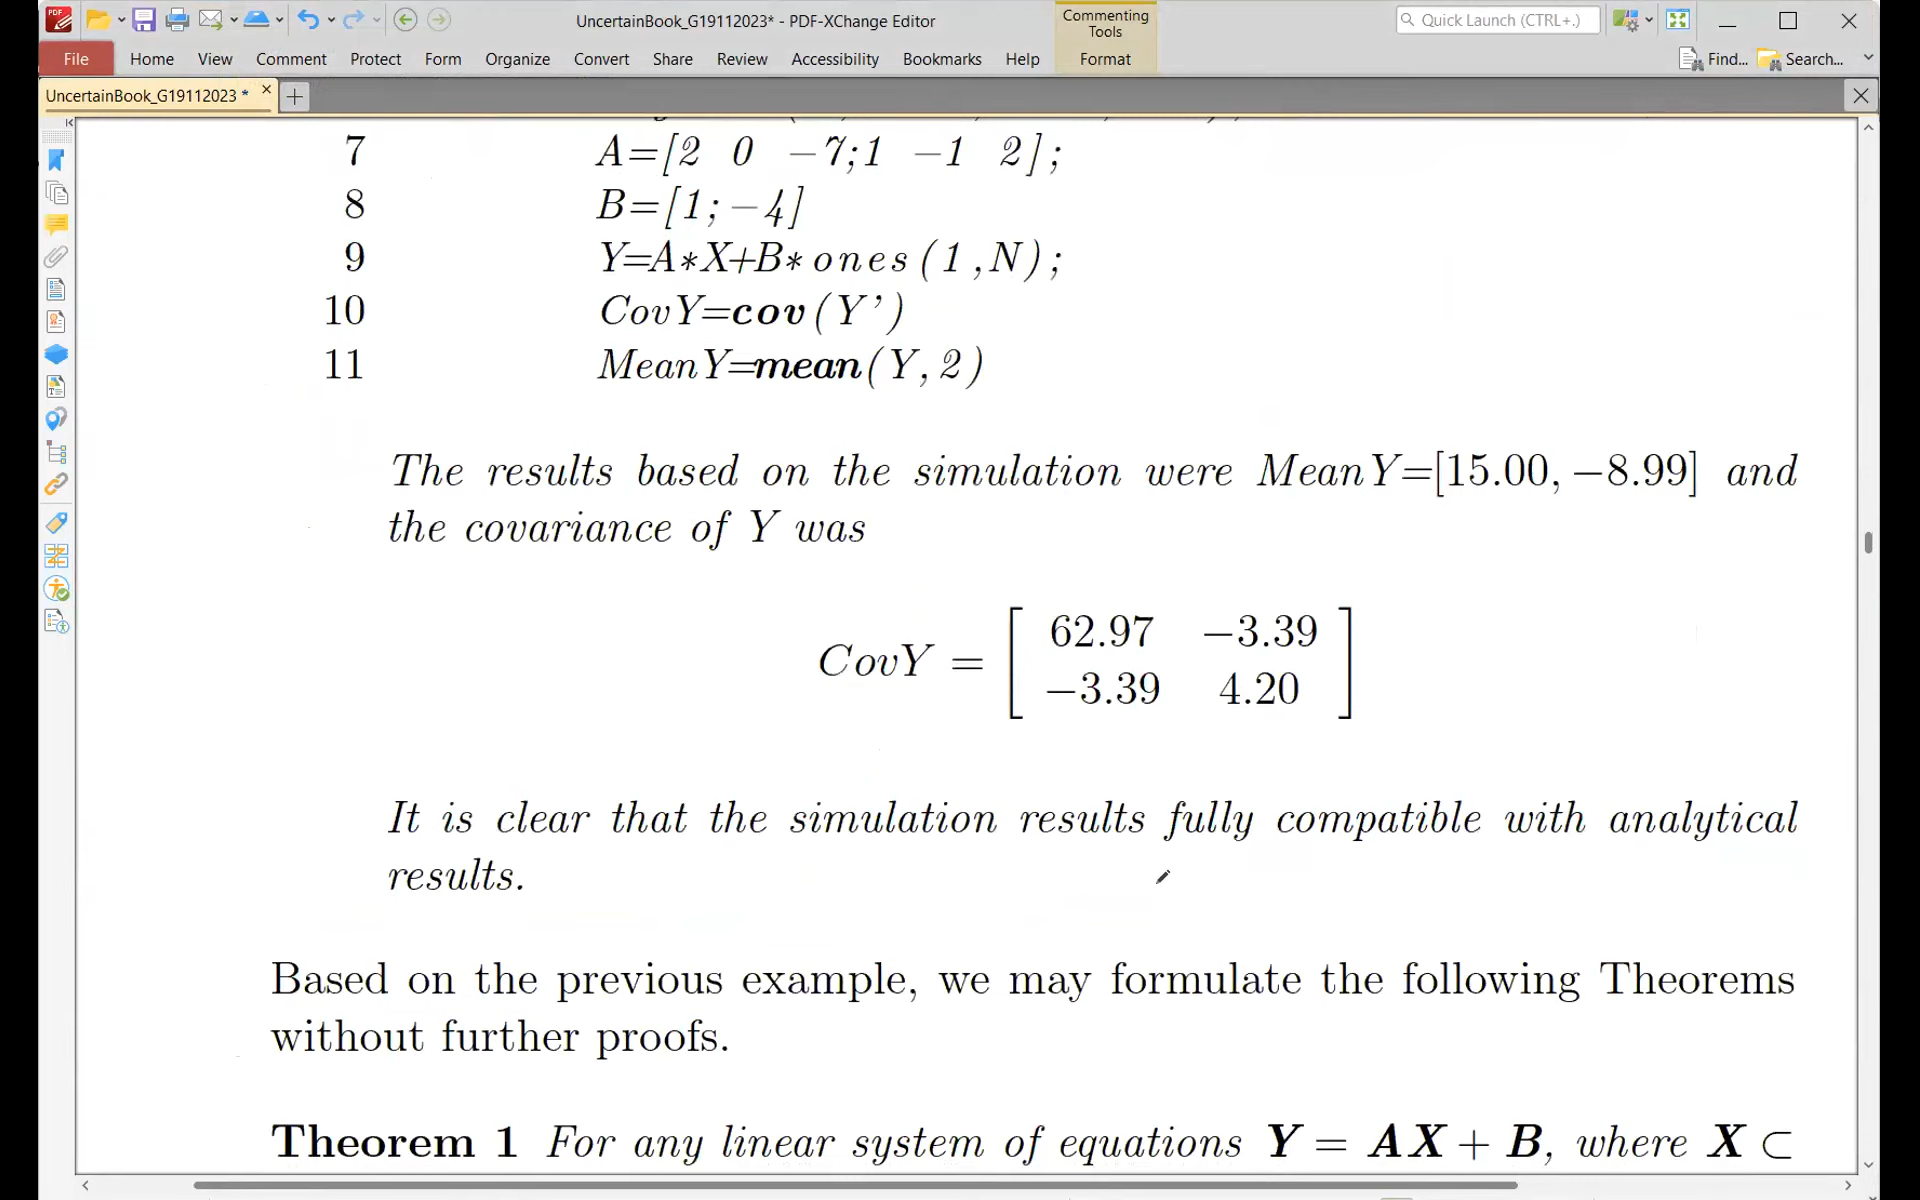 UncertainBook_G19112023* - PDF-XChange Editor
Commenting Tools
Quick Launch (CTRL+.)
File Home View Comment Protect Form Organize Convert Share Review Accessibility Bookmarks Help Format Find... Search...
UncertainBook_G19112023 *
7 A=[2 0 −7;1 −1 2];
8 B=[1;−4]
9 Y=A*X+B*ones(1,N);
10 CovY=cov(Y’)
11 MeanY=mean(Y,2)
The results based on the simulation were MeanY=[15.00, −8.99] and
the covariance of Y was
CovY = [ 62.97 −3.39
−3.39 4.20 ]
It is clear that the simulation results fully compatible with analytical
results.
Based on the previous example, we may formulate the following Theorems
without further proofs.
Theorem 1 For any linear system of equations Y = AX + B, where X ⊂